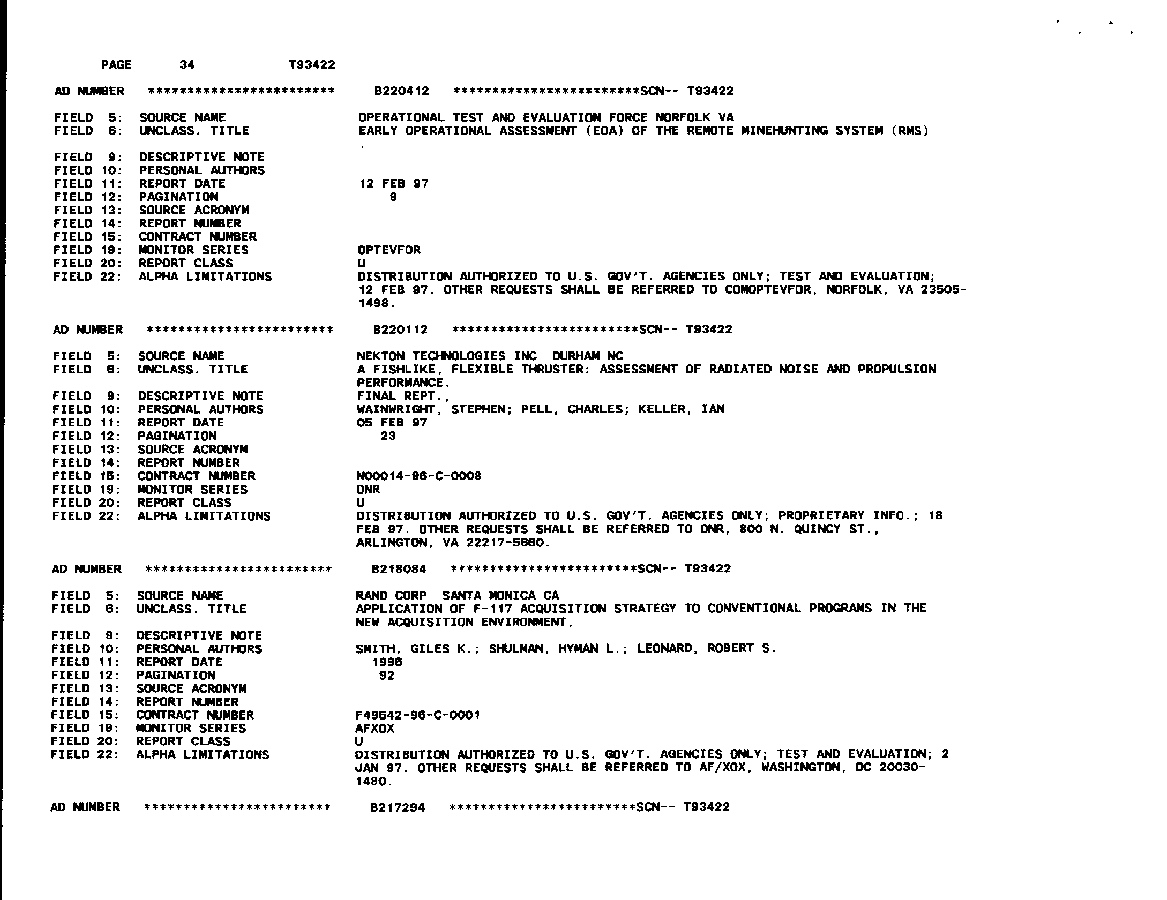 PAGE 34 T93422
AD NUMBER ************************ B220412 ************************SCN-- T93422
FIELD 5: SOURCE NAME OPERATIONAL TEST AND EVALUATION FORCE NORFOLK VA
FIELD 6: UNCLASS. TITLE EARLY OPERATIONAL ASSESSMENT (EOA) OF THE REMOTE MINEHUNTING SYSTEM (RMS)
.
FIELD 9: DESCRIPTIVE NOTE
FIELD 10: PERSONAL AUTHORS
FIELD 11: REPORT DATE 12 FEB 97
FIELD 12: PAGINATION 9
FIELD 13: SOURCE ACRONYM
FIELD 14: REPORT NUMBER
FIELD 15: CONTRACT NUMBER
FIELD 19: MONITOR SERIES OPTEVFOR
FIELD 20: REPORT CLASS U
FIELD 22: ALPHA LIMITATIONS DISTRIBUTION AUTHORIZED TO U.S. GOV'T. AGENCIES ONLY; TEST AND EVALUATION;
12 FEB 97. OTHER REQUESTS SHALL BE REFERRED TO COMOPTEVFOR, NORFOLK, VA 23505-
1498.
AD NUMBER ************************ B220112 ************************SCN-- T93422
FIELD 5: SOURCE NAME NEKTON TECHNOLOGIES INC DURHAM NC
FIELD 6: UNCLASS. TITLE A FISHLIKE, FLEXIBLE THRUSTER: ASSESSMENT OF RADIATED NOISE AND PROPULSION
PERFORMANCE.
FIELD 9: DESCRIPTIVE NOTE FINAL REPT.,
FIELD 10: PERSONAL AUTHORS WAINWRIGHT, STEPHEN; PELL, CHARLES; KELLER, IAN
FIELD 11: REPORT DATE 05 FEB 97
FIELD 12: PAGINATION 23
FIELD 13: SOURCE ACRONYM
FIELD 14: REPORT NUMBER
FIELD 15: CONTRACT NUMBER N00014-96-C-0008
FIELD 19: MONITOR SERIES ONR
FIELD 20: REPORT CLASS U
FIELD 22: ALPHA LIMITATIONS DISTRIBUTION AUTHORIZED TO U.S. GOV'T. AGENCIES ONLY; PROPRIETARY INFO.; 18
FEB 97. OTHER REQUESTS SHALL BE REFERRED TO ONR, 800 N. QUINCY ST.,
ARLINGTON, VA 22217-5660.
AD NUMBER ************************ B218084 ************************SCN-- T93422
FIELD 5: SOURCE NAME RAND CORP SANTA MONICA CA
FIELD 6: UNCLASS. TITLE APPLICATION OF F-117 ACQUISITION STRATEGY TO CONVENTIONAL PROGRAMS IN THE
NEW ACQUISITION ENVIRONMENT.
FIELD 9: DESCRIPTIVE NOTE
FIELD 10: PERSONAL AUTHORS SMITH, GILES K.; SHULMAN, HYMAN L.; LEONARD, ROBERT S.
FIELD 11: REPORT DATE 1996
FIELD 12: PAGINATION 92
FIELD 13: SOURCE ACRONYM
FIELD 14: REPORT NUMBER
FIELD 15: CONTRACT NUMBER F49642-96-C-0001
FIELD 19: MONITOR SERIES AFXOX
FIELD 20: REPORT CLASS U
FIELD 22: ALPHA LIMITATIONS DISTRIBUTION AUTHORIZED TO U.S. GOV'T. AGENCIES ONLY; TEST AND EVALUATION; 2
JAN 97. OTHER REQUESTS SHALL BE REFERRED TO AF/XOX, WASHINGTON, DC 20030-
1480.
AD NUMBER ************************ B217294 ************************SCN-- T93422